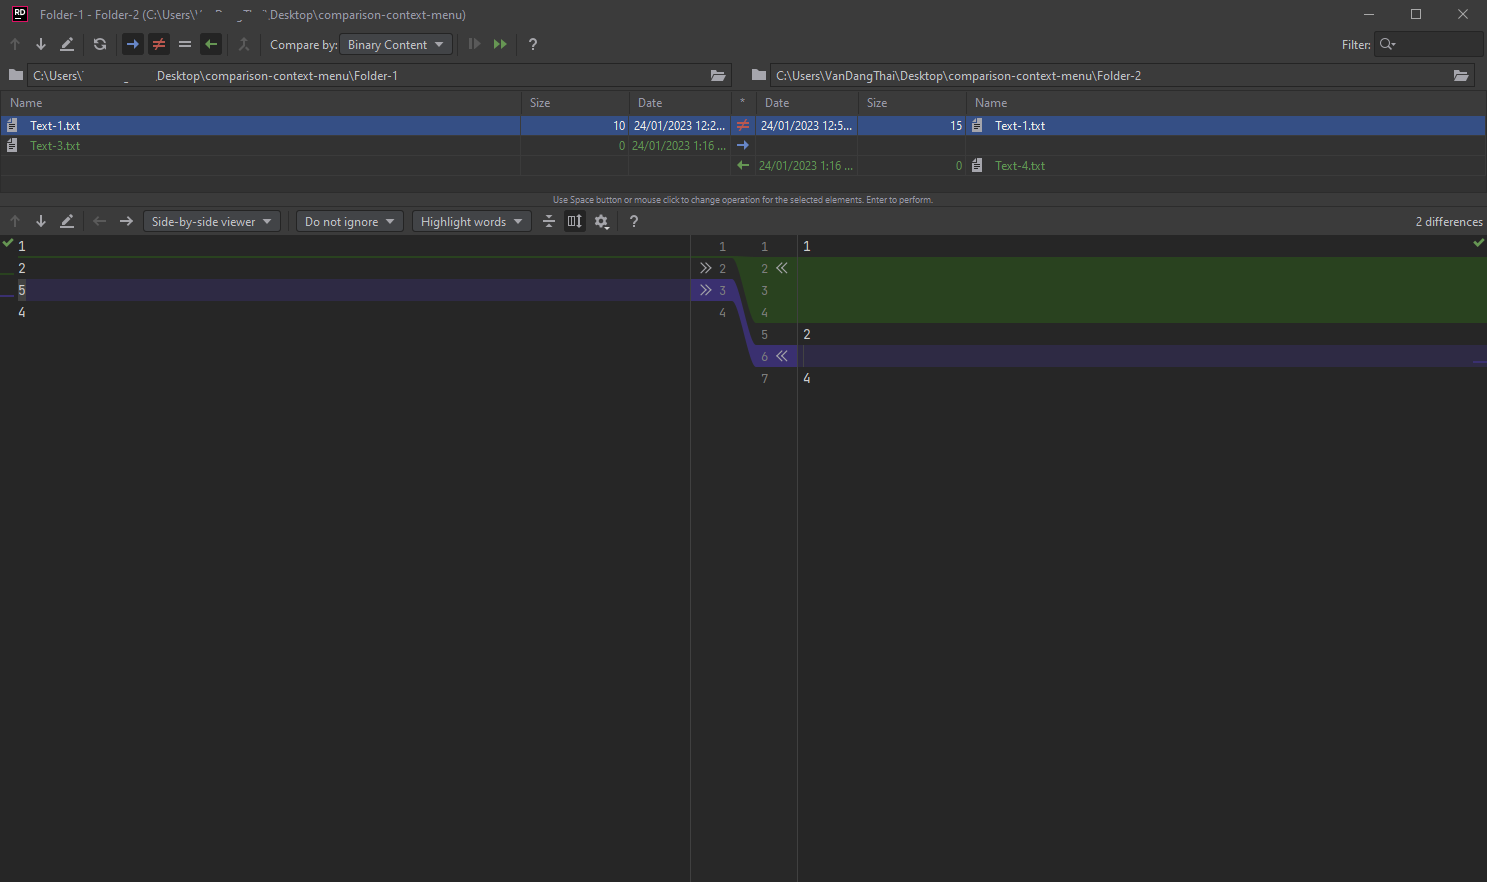 RD Folder-1 - Folder-2 (C:\Users\ Desktop\comparison-context-menu)
Compare by: Binary Content ? Filter:
C:\Users\ Desktop\comparison-context-menu\Folder-1 C:\Users\VanDangThai\Desktop\comparison-context-menu\Folder-2
Name Size Date * Date Size Name
Text-1.txt 10 24/01/2023 12:2... ≠ 24/01/2023 12:5... 15 Text-1.txt
Text-3.txt 0 24/01/2023 1:16 ... →
← 24/01/2023 1:16 ... 0 Text-4.txt
Use Space button or mouse click to change operation for the selected elements. Enter to perform.
Side-by-side viewer Do not ignore Highlight words ? 2 differences
1 1 1 1
2 » 2 2 «
5 » 3 3
4 4 4
5 2
6 «
7 4